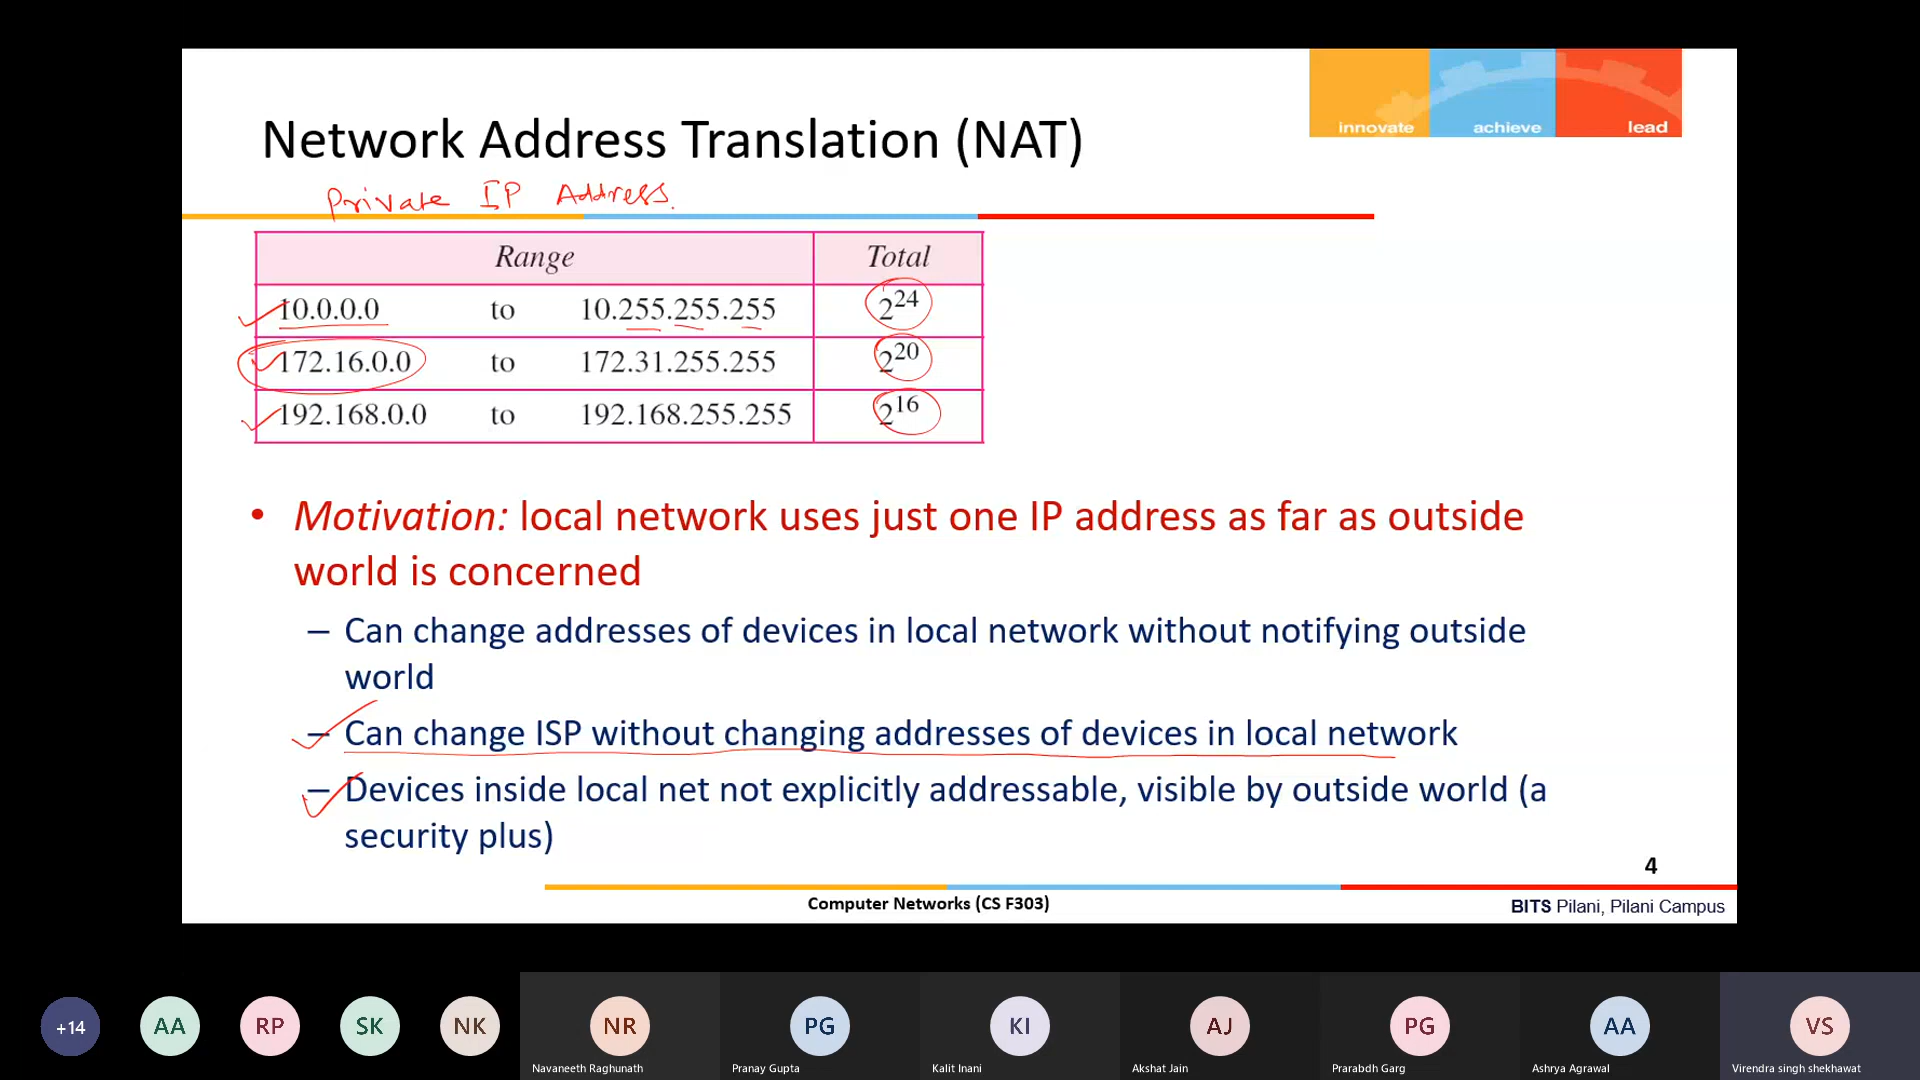 innovate achieve lead
Network Address Translation (NAT)
Private IP Address.
Range Total
10.0.0.0 to 10.255.255.255 2^24
172.16.0.0 to 172.31.255.255 2^20
192.168.0.0 to 192.168.255.255 2^16
• Motivation: local network uses just one IP address as far as outside
world is concerned
– Can change addresses of devices in local network without notifying outside
world
– Can change ISP without changing addresses of devices in local network
– Devices inside local net not explicitly addressable, visible by outside world (a
security plus)
4
Computer Networks (CS F303)
BITS Pilani, Pilani Campus
+14 AA RP SK NK NR PG KI AJ PG AA VS
Navaneeth Raghunath Pranay Gupta Kalit Inani Akshat Jain Prarabdh Garg Ashrya Agrawal Virendra singh shekhawat